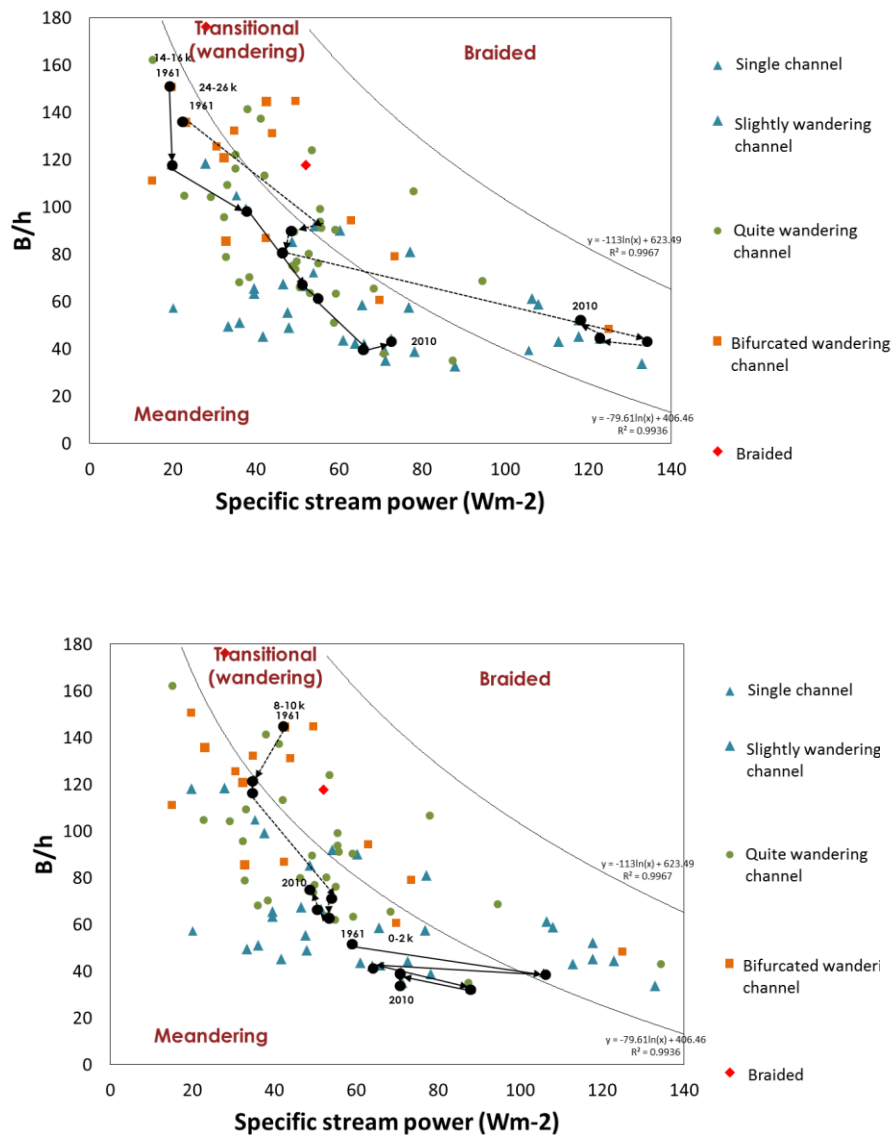 180
160
140
120
100
80
60
40
20
0
B/h
0 20 40 60 80 100 120 140
Specific stream power (Wm-2)
Transitional
(wandering)
Braided
Meandering
14-16k
1961
24-26k
1961
2010
2010
y = -113ln(x) + 623.49
R² = 0.9967
y = -79.61ln(x) + 406.46
R² = 0.9936
Single channel
Slightly wandering
channel
Quite wandering
channel
Bifurcated wandering
channel
Braided
180
160
140
120
100
80
60
40
20
0
B/h
0 20 40 60 80 100 120 140
Specific stream power (Wm-2)
Transitional
(wandering)
Braided
Meandering
8-10k
1961
2010
1961
0-2k
2010
y = -113ln(x) + 623.49
R² = 0.9967
y = -79.61ln(x) + 406.46
R² = 0.9936
Single channel
Slightly wandering
channel
Quite wandering
channel
Bifurcated wanderi
channel
Braided